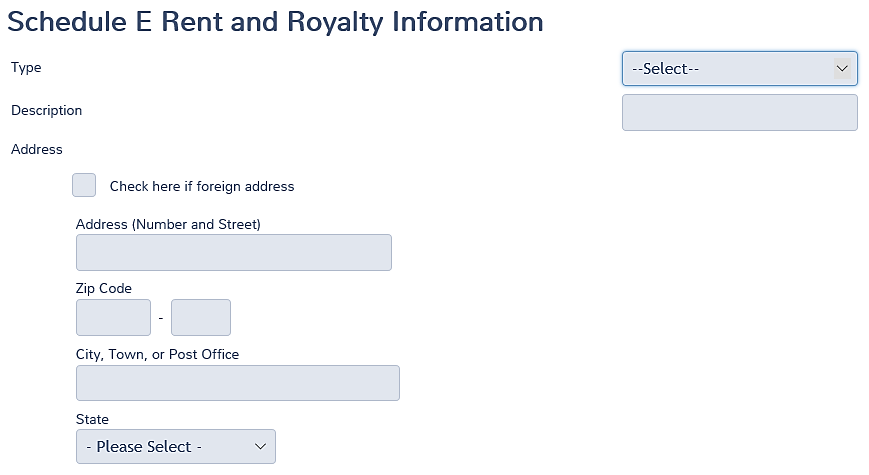 Schedule E Rent and Royalty Information
Type
--Select--
Description
Address
Check here if foreign address
Address (Number and Street)
Zip Code
-
City, Town, or Post Office
State
- Please Select -